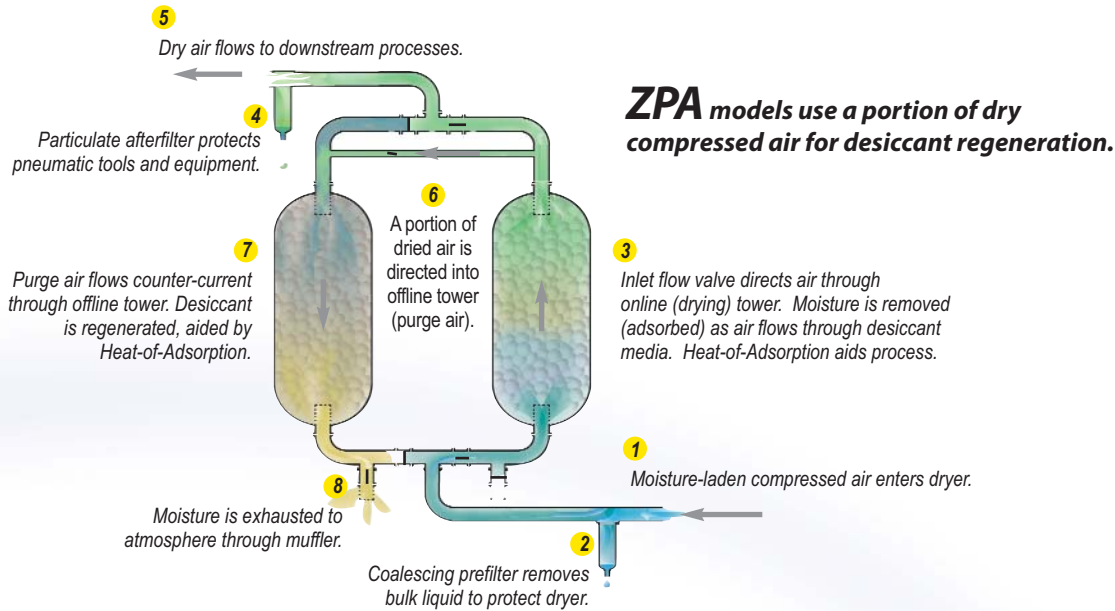 5
Dry air flows to downstream processes.
ZPA models use a portion of dry
compressed air for desiccant regeneration.
4
Particulate afterfilter protects
pneumatic tools and equipment.
6
A portion of
dried air is
directed into
offline tower
(purge air).
7
Purge air flows counter-current
through offline tower. Desiccant
is regenerated, aided by
Heat-of-Adsorption.
3
Inlet flow valve directs air through
online (drying) tower. Moisture is removed
(adsorbed) as air flows through desiccant
media. Heat-of-Adsorption aids process.
1
Moisture-laden compressed air enters dryer.
8
Moisture is exhausted to
atmosphere through muffler.
2
Coalescing prefilter removes
bulk liquid to protect dryer.